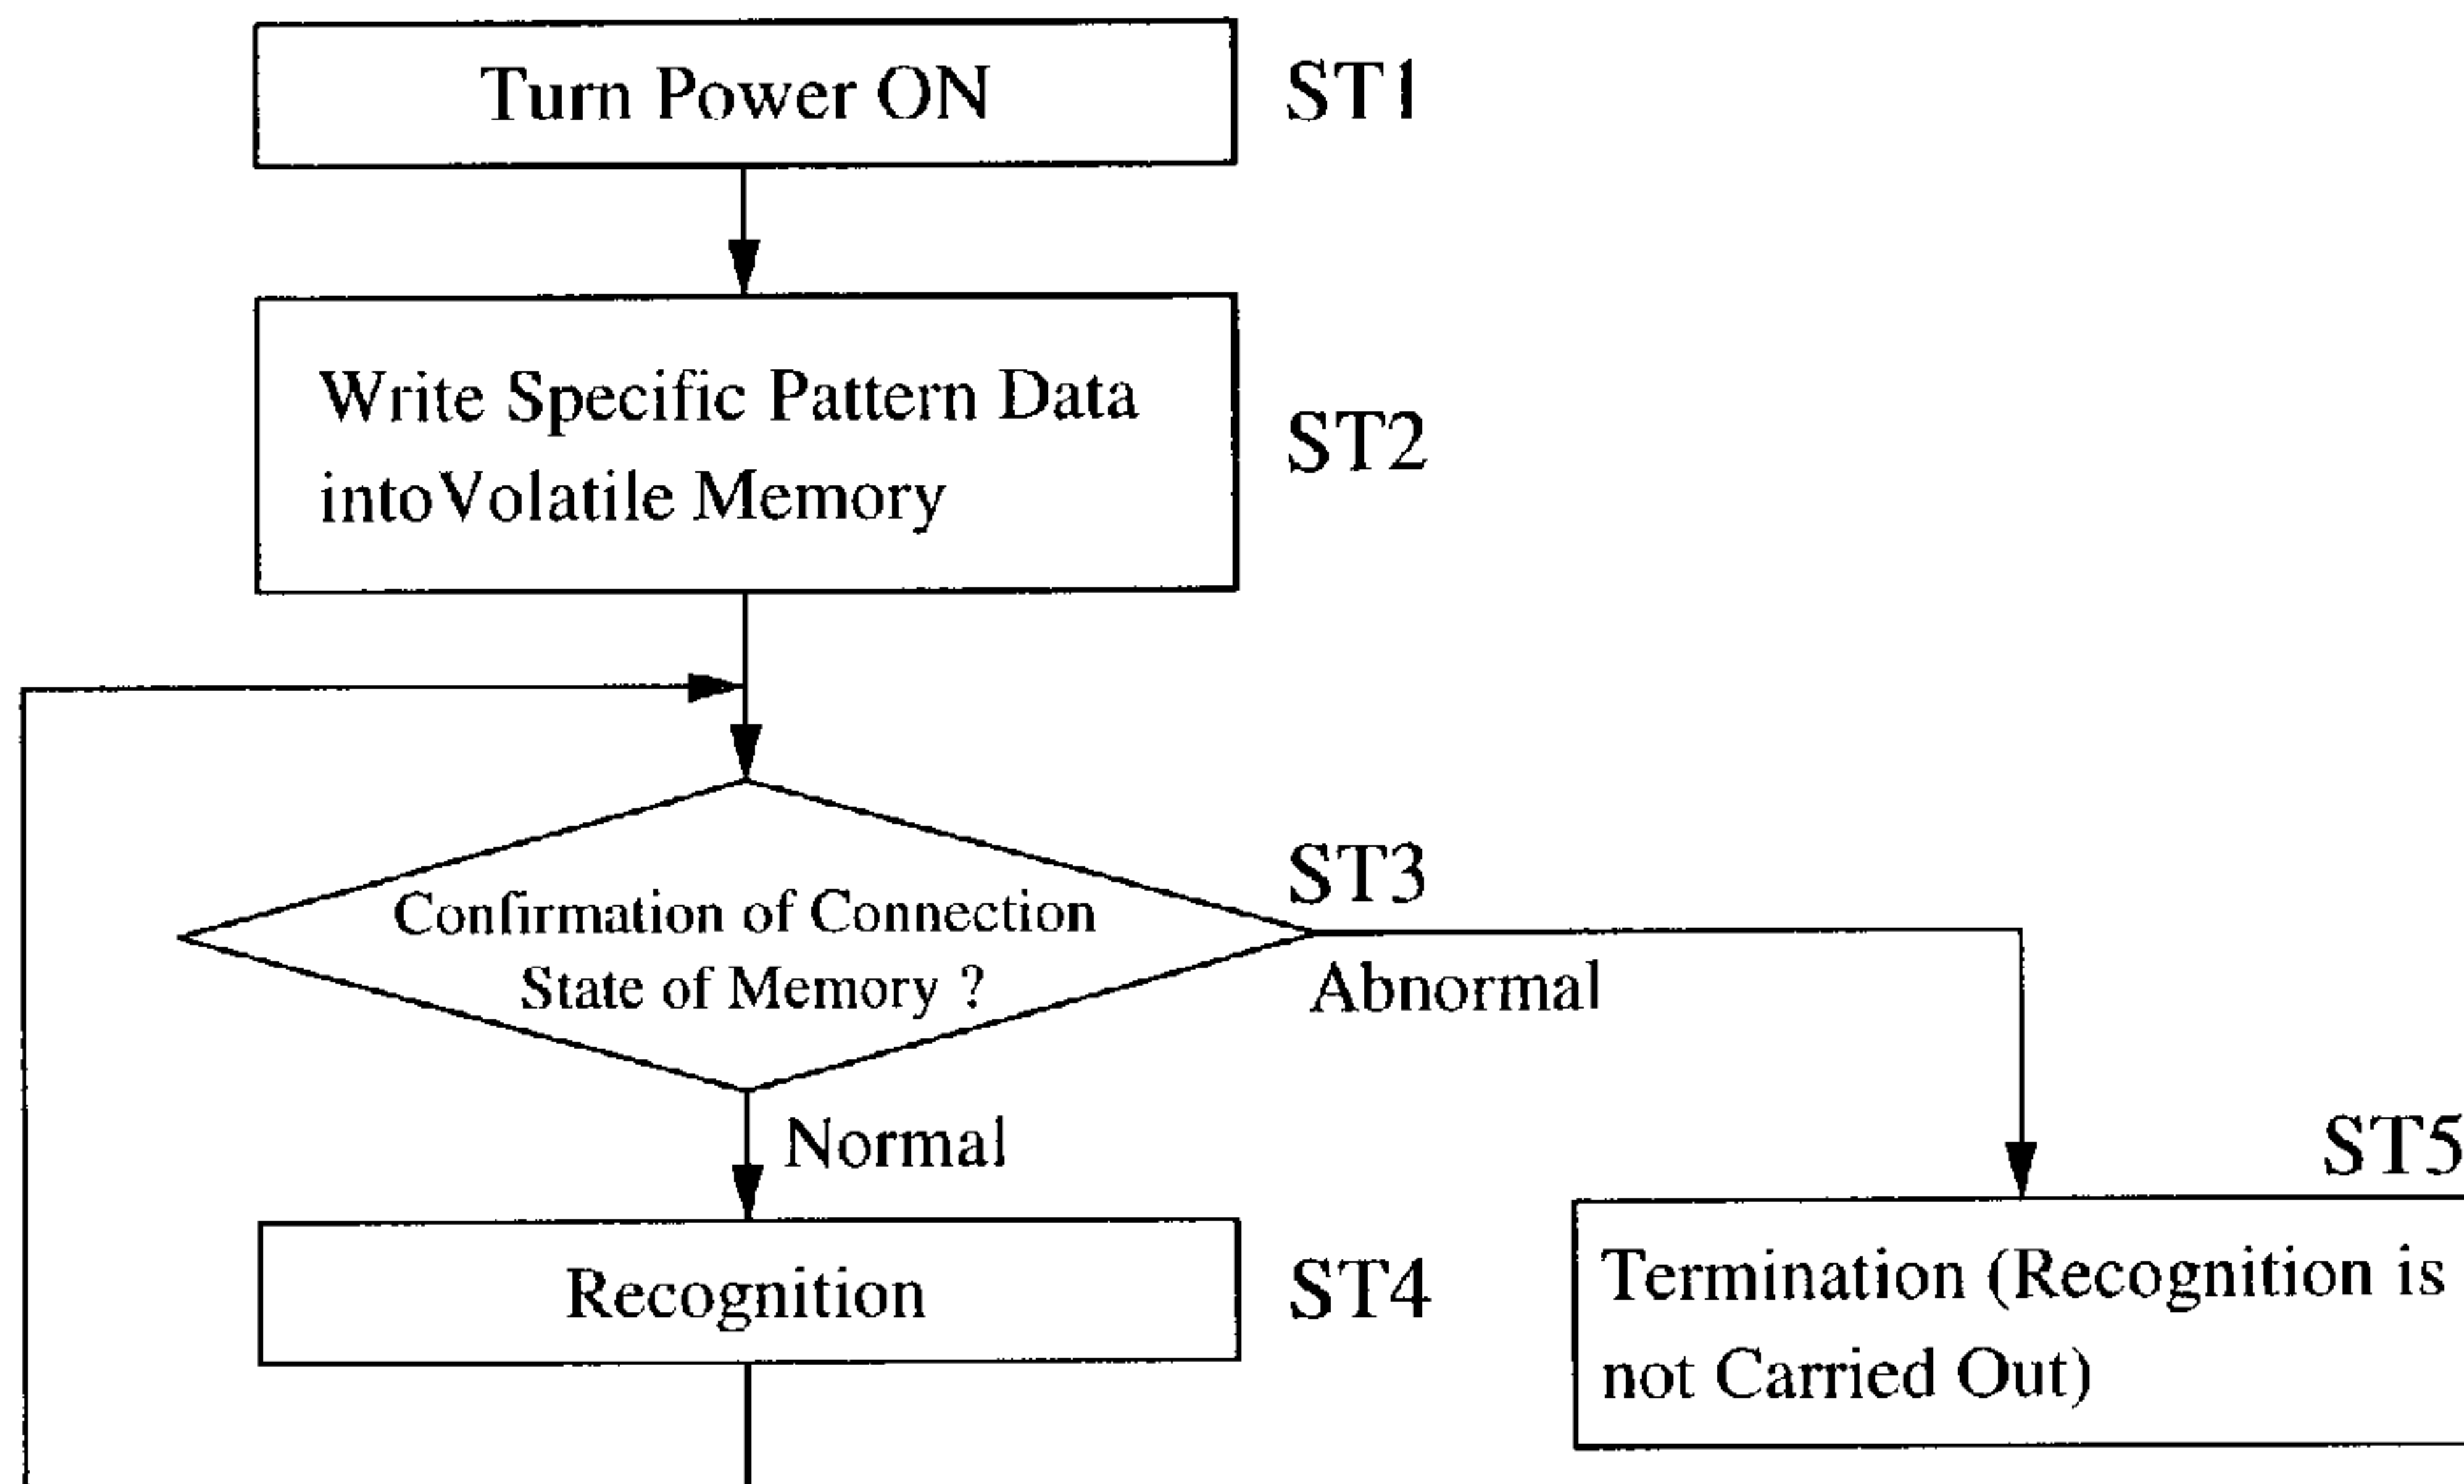 Turn Power ON
ST1
Write Specific Pattern Data
ST2
intoVolatile Memory
ST3
Confirmation of Connection
State of Memory ?
Abnormal
Normal
ST5
Recognition
ST4
Termination (Recognition is
not Carried Out)